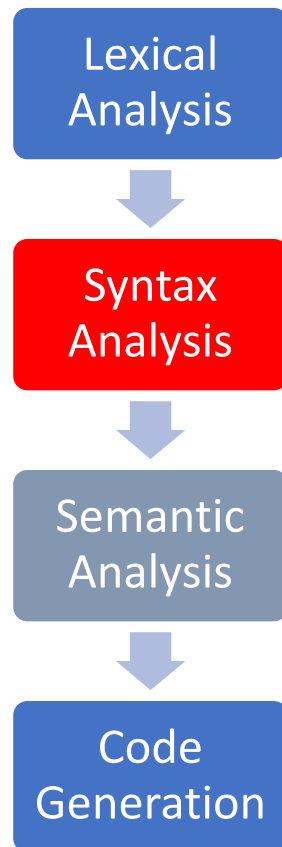 Lexical
Analysis
Syntax
Analysis
Semantic
Analysis
Code
Generation